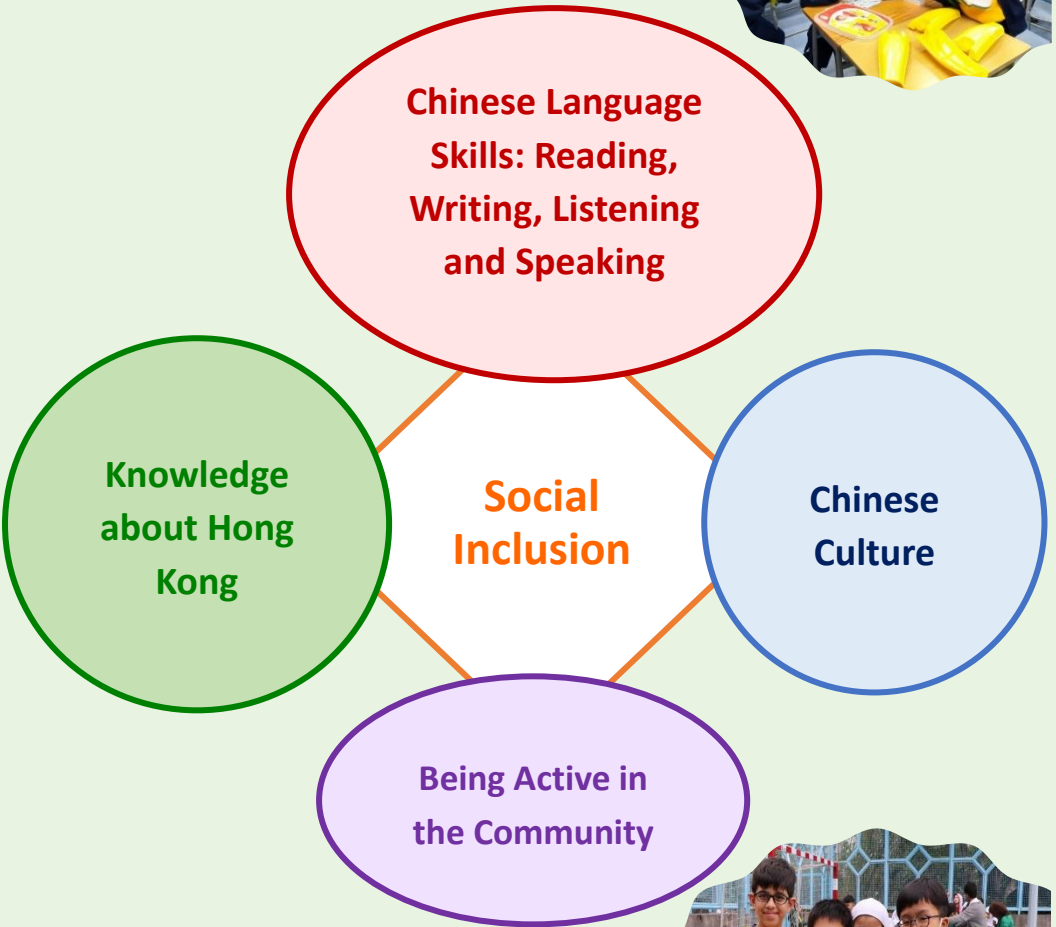 Chinese Language
Skills: Reading,
Writing, Listening
and Speaking
Knowledge
about Hong
Kong
Social
Inclusion
Chinese
Culture
Being Active in
the Community